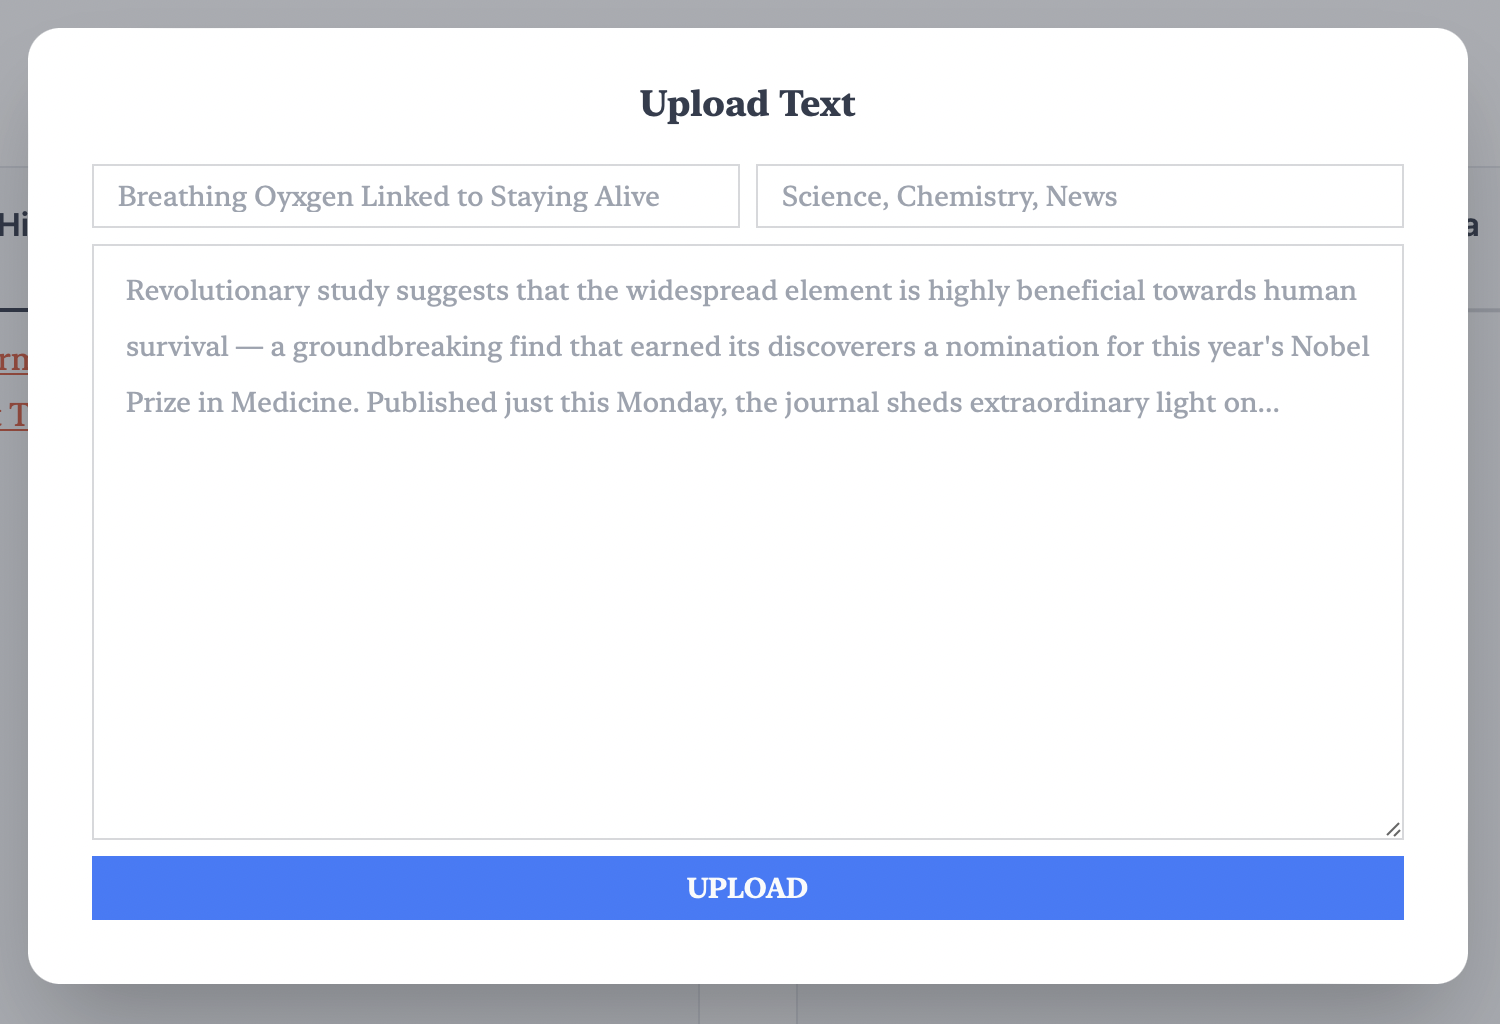 Upload Text
Breathing Oyxgen Linked to Staying Alive
Science, Chemistry, News
Hi
a
Revolutionary study suggests that the widespread element is highly beneficial towards human
survival — a groundbreaking find that earned its discoverers a nomination for this year's Nobel
Prize in Medicine. Published just this Monday, the journal sheds extraordinary light on...
rn
T
UPLOAD